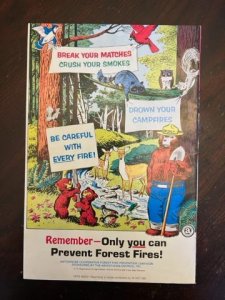 BREAK YOUR MATCHES
CRUSH YOUR SMOKES
DROWN YOUR
CAMPFIRES
BE CAREFUL
WITH
EVERY FIRE!
Remember—Only you can
Prevent Forest Fires!